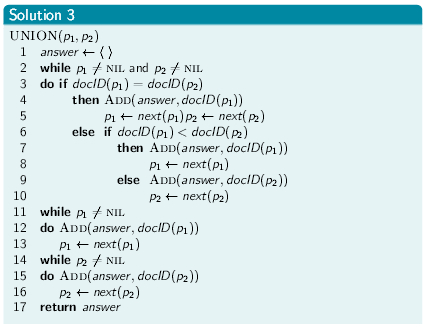 Solution 3
UNION(p1, p2)
1 answer ← ⟨ ⟩
2 while p1 ≠ NIL and p2 ≠ NIL
3 do if docID(p1) = docID(p2)
4 then ADD(answer, docID(p1))
5 p1 ← next(p1)p2 ← next(p2)
6 else if docID(p1) < docID(p2)
7 then ADD(answer, docID(p1))
8 p1 ← next(p1)
9 else ADD(answer, docID(p2))
10 p2 ← next(p2)
11 while p1 ≠ NIL
12 do ADD(answer, docID(p1))
13 p1 ← next(p1)
14 while p2 ≠ NIL
15 do ADD(answer, docID(p2))
16 p2 ← next(p2)
17 return answer